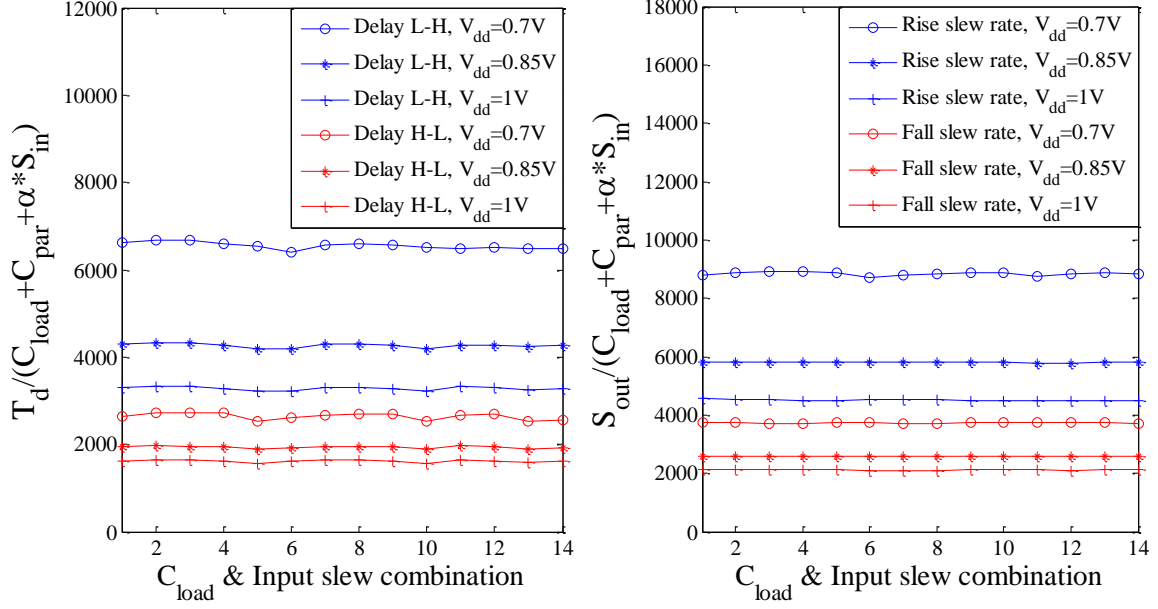 12000
10000
8000
6000
4000
2000
0
T_d/(C_load+C_par+α*S_in)
Delay L-H, V_dd=0.7V
Delay L-H, V_dd=0.85V
Delay L-H, V_dd=1V
Delay H-L, V_dd=0.7V
Delay H-L, V_dd=0.85V
Delay H-L, V_dd=1V
2 4 6 8 10 12 14
C_load & Input slew combination
18000
16000
14000
12000
10000
8000
6000
4000
2000
0
S_out/(C_load+C_par+α*S_in)
Rise slew rate, V_dd=0.7V
Rise slew rate, V_dd=0.85V
Rise slew rate, V_dd=1V
Fall slew rate, V_dd=0.7V
Fall slew rate, V_dd=0.85V
Fall slew rate, V_dd=1V
2 4 6 8 10 12 14
C_load & Input slew combination